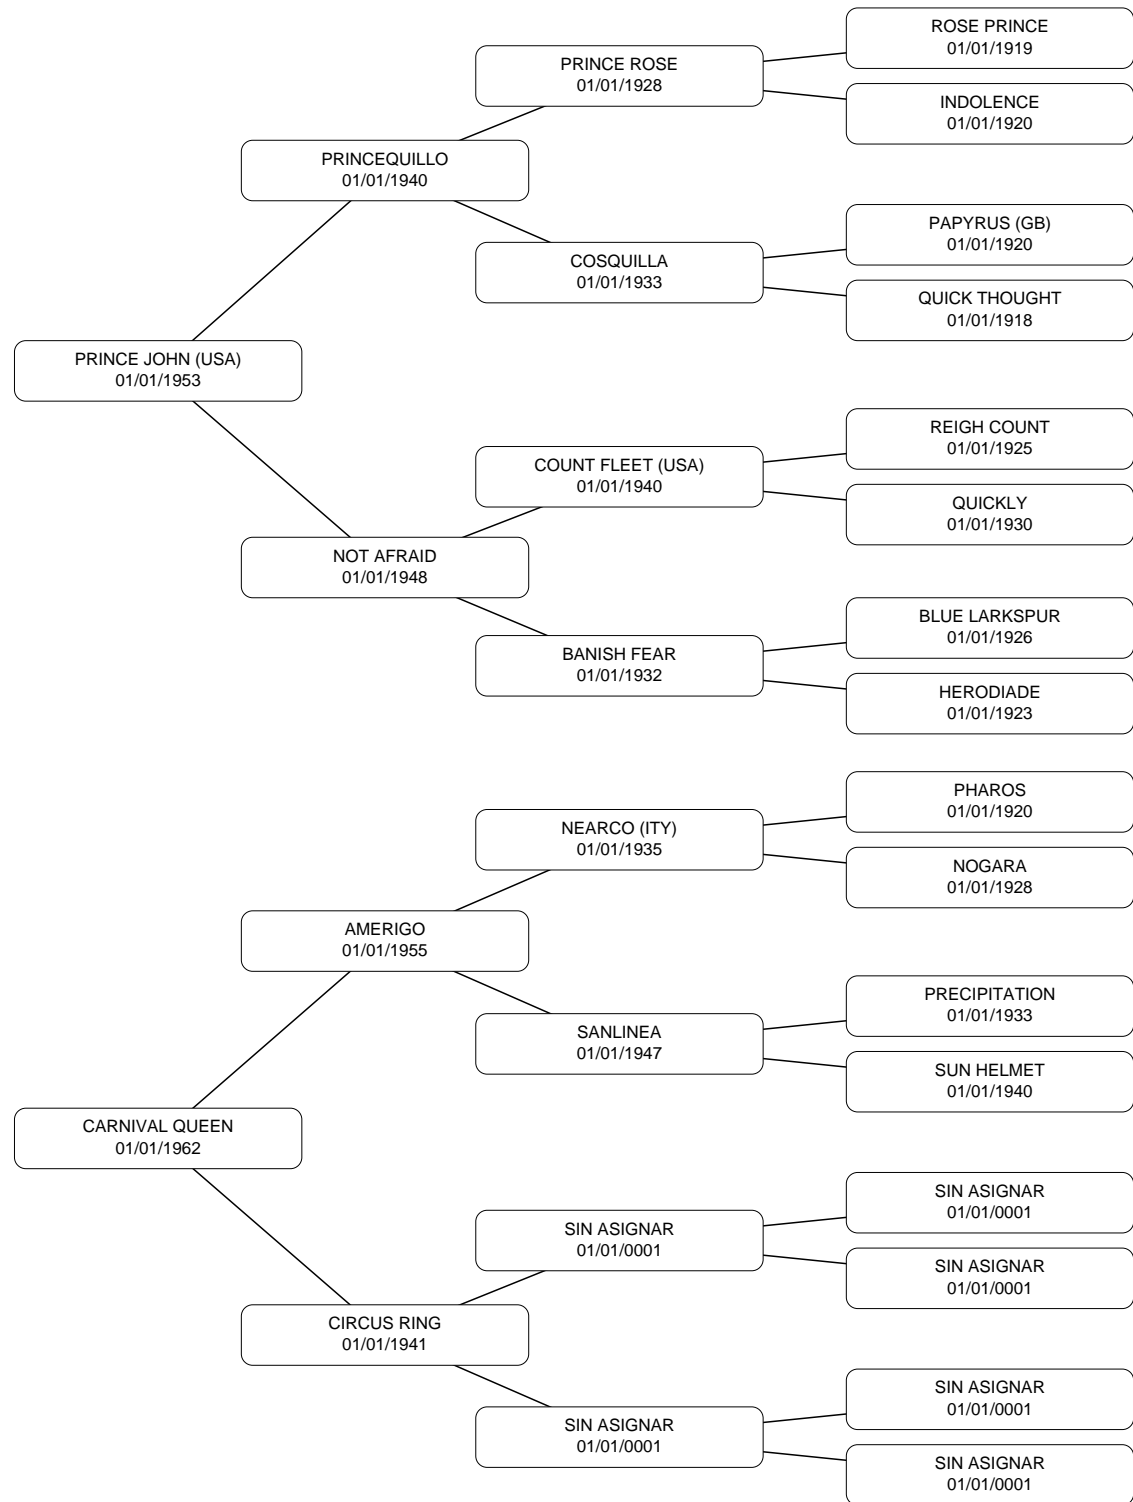 ROSE PRINCE
01/01/1919
PRINCE ROSE
01/01/1928
INDOLENCE
01/01/1920
PRINCEQUILLO
01/01/1940
PAPYRUS (GB)
01/01/1920
COSQUILLA
01/01/1933
QUICK THOUGHT
01/01/1918
PRINCE JOHN (USA)
01/01/1953
REIGH COUNT
01/01/1925
COUNT FLEET (USA)
01/01/1940
QUICKLY
01/01/1930
NOT AFRAID
01/01/1948
BLUE LARKSPUR
01/01/1926
BANISH FEAR
01/01/1932
HERODIADE
01/01/1923
PHAROS
01/01/1920
NEARCO (ITY)
01/01/1935
NOGARA
01/01/1928
AMERIGO
01/01/1955
PRECIPITATION
01/01/1933
SANLINEA
01/01/1947
SUN HELMET
01/01/1940
CARNIVAL QUEEN
01/01/1962
SIN ASIGNAR
01/01/0001
SIN ASIGNAR
01/01/0001
SIN ASIGNAR
01/01/0001
CIRCUS RING
01/01/1941
SIN ASIGNAR
01/01/0001
SIN ASIGNAR
01/01/0001
SIN ASIGNAR
01/01/0001